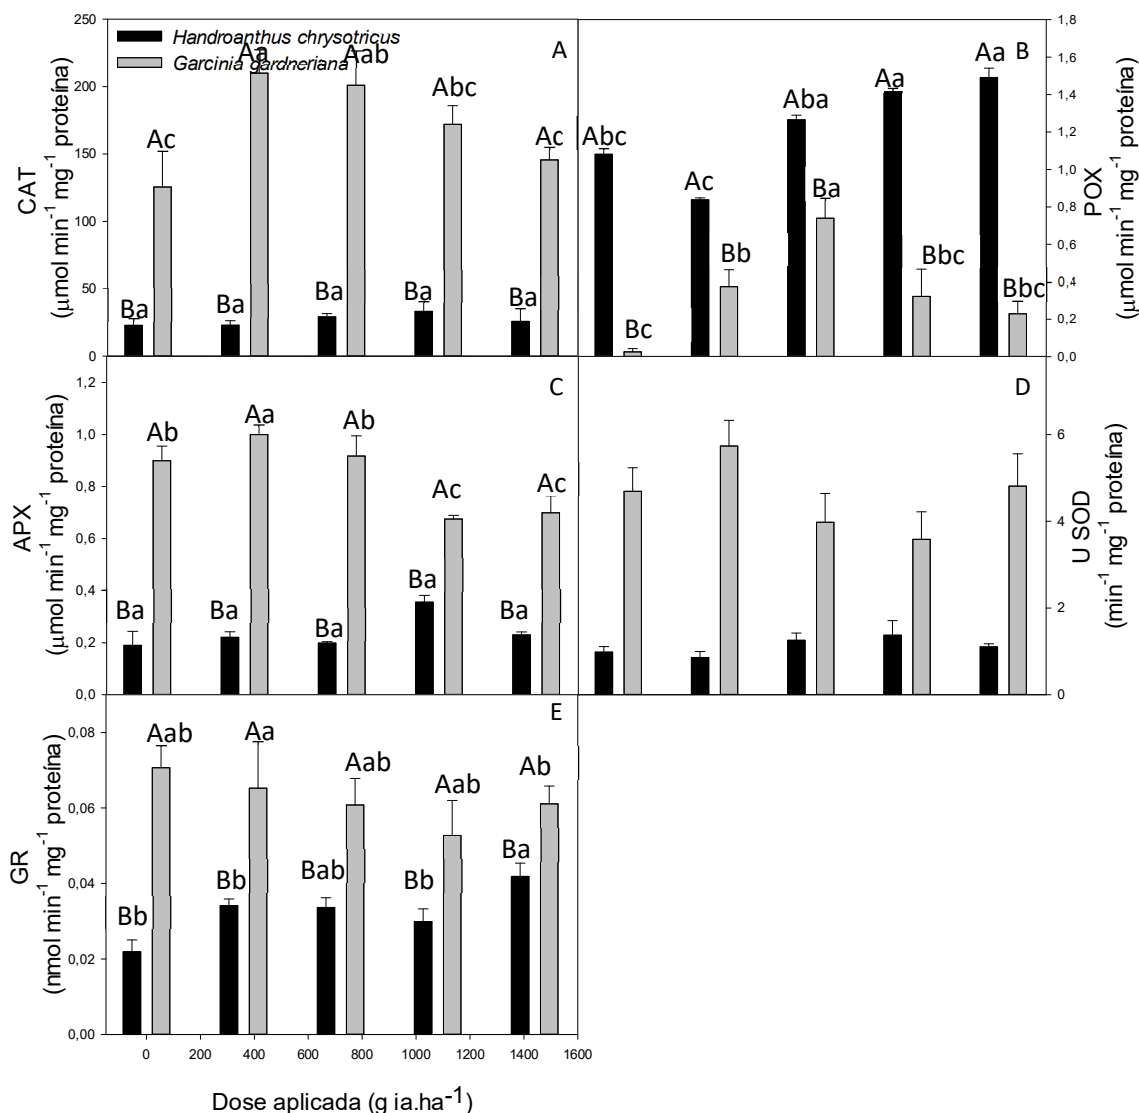 250
200
150
100
50
0
CAT
(µmol min-1 mg-1 proteína)
Handroanthus chrysotricus
Garcinia gardneriana
A
Ba
Ac
Ba
Aa
Ba
Aab
Ba
Abc
Ba
Ac
B
Abc
Bc
Ac
Bb
Aba
Ba
Aa
Bbc
Aa
Bbc
1,8
1,6
1,4
1,2
1,0
0,8
0,6
0,4
0,2
0,0
POX
(µmol min-1 mg-1 proteína)
1,2
1,0
0,8
0,6
0,4
0,2
0,0
APX
(µmol min-1 mg-1 proteína)
C
Ba
Ab
Ba
Aa
Ba
Ab
Ba
Ac
Ba
Ac
D
6
4
2
0
U SOD
(min-1 mg-1 proteína)
0,08
0,06
0,04
0,02
0,00
GR
(nmol min-1 mg-1 proteína)
E
Bb
Aab
Bb
Aa
Bab
Aab
Bb
Aab
Ba
Ab
0 200 400 600 800 1000 1200 1400 1600
Dose aplicada (g ia.ha-1)